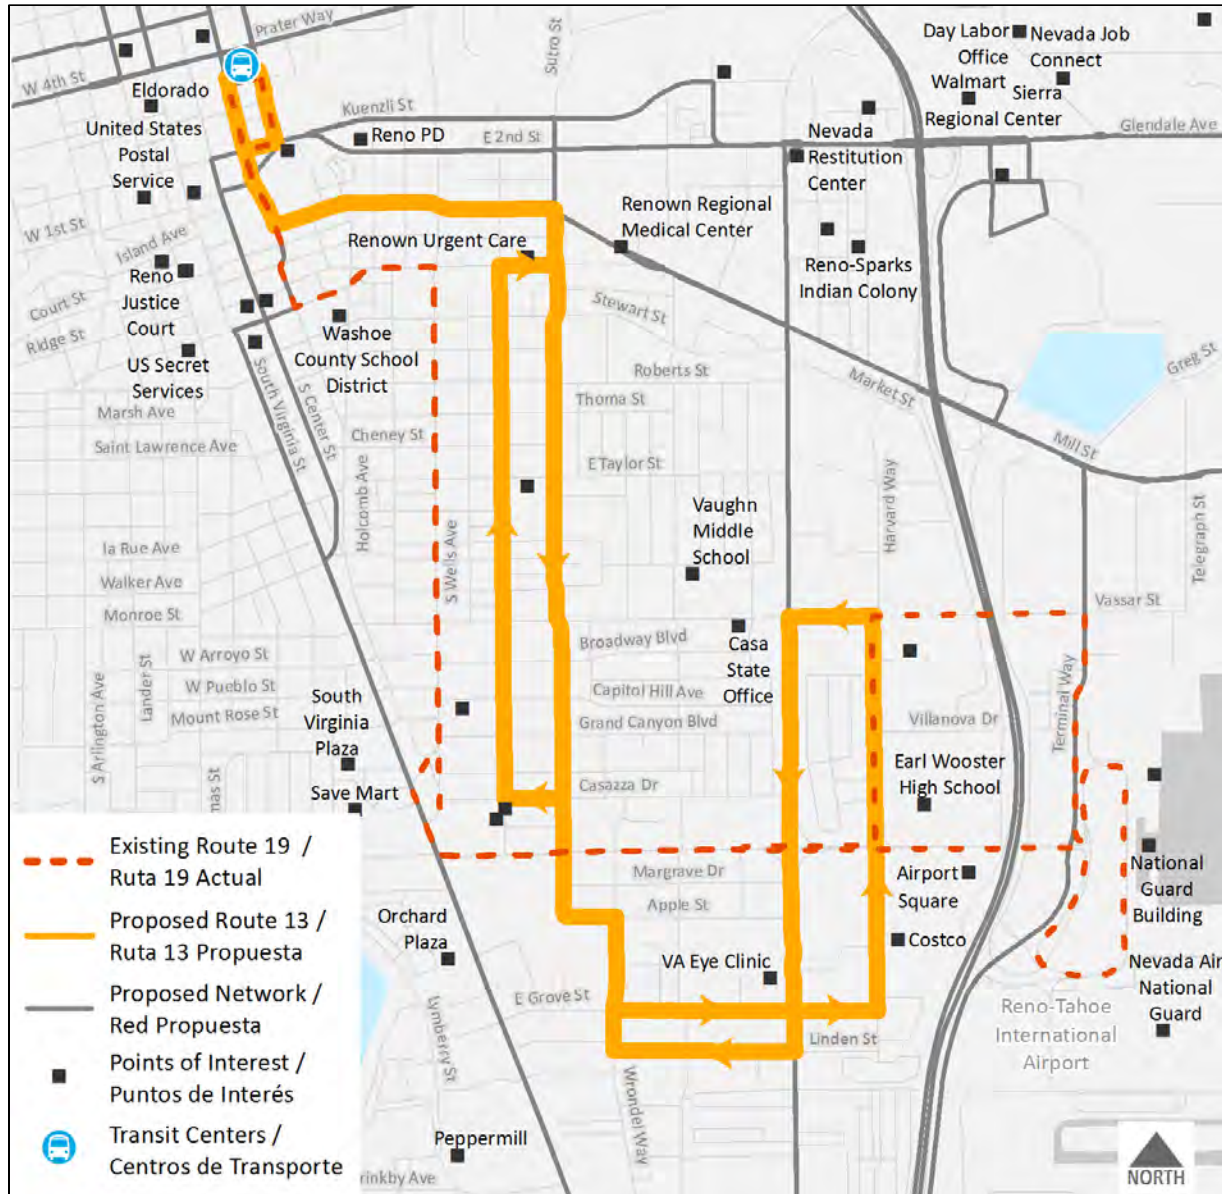 Prater Way
Sutro St
W 4th St
Eldorado
United States
Postal
Service
Kuenzli St
Reno PD
E 2nd St
Day Labor
Office
Walmart
Nevada Job
Connect
Sierra
Regional Center
Glendale Ave
Nevada
Restitution
Center
W 1st St
Island Ave
Court St
Ridge St
Reno
Justice
Court
US Secret
Services
Renown Urgent Care
Renown Regional
Medical Center
Reno-Sparks
Indian Colony
Washoe
County School
District
Stewart St
Roberts St
Thoma St
Market St
Greg St
Mill St
South Virginia St
S Center St
Marsh Ave
Saint Lawrence Ave
Cheney St
Holcomb Ave
E Taylor St
Harvard Way
Telegraph St
Vaughn
Middle
School
la Rue Ave
Walker Ave
Monroe St
S Wells Ave
Vassar St
W Arroyo St
W Pueblo St
Mount Rose St
S Arlington Ave
Lander St
Broadway Blvd
Capitol Hill Ave
Grand Canyon Blvd
Casa
State
Office
Villanova Dr
Terminal Way
South
Virginia
Plaza
Save Mart
mas St
Casazza Dr
Earl Wooster
High School
Margrave Dr
Apple St
Airport
Square
National
Guard
Building
Orchard
Plaza
VA Eye Clinic
Costco
Nevada Air
National
Guard
E Grove St
Linden St
Lymbery St
Wrondel Way
Reno-Tahoe
International
Airport
Peppermill
rinkby Ave
Existing Route 19 /
Ruta 19 Actual
Proposed Route 13 /
Ruta 13 Propuesta
Proposed Network /
Red Propuesta
Points of Interest /
Puntos de Interés
Transit Centers /
Centros de Transporte
NORTH